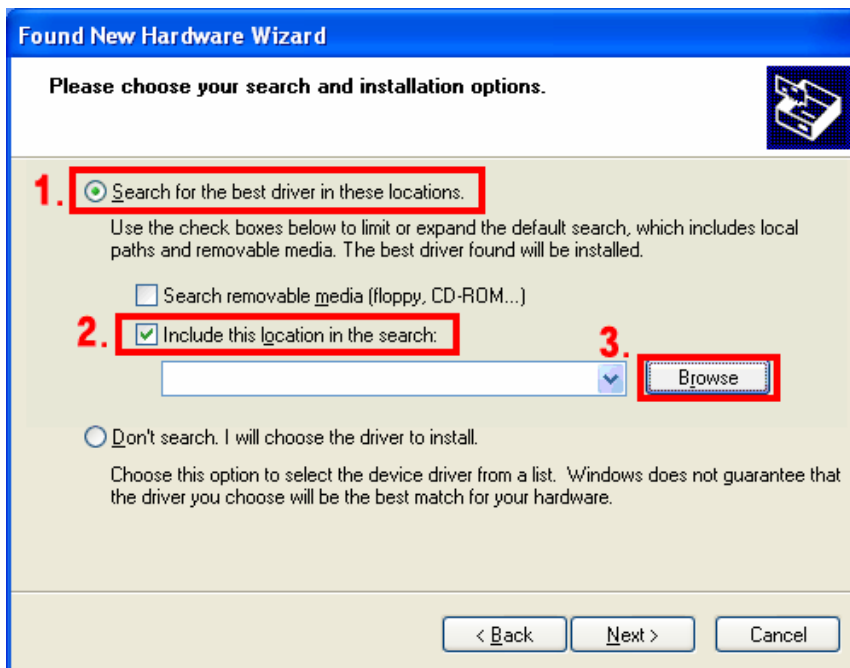 Found New Hardware Wizard
Please choose your search and installation options.
1. Search for the best driver in these locations.
Use the check boxes below to limit or expand the default search, which includes local
paths and removable media. The best driver found will be installed.
Search removable media (floppy, CD-ROM...)
2. Include this location in the search:
3. Browse
Don't search. I will choose the driver to install.
Choose this option to select the device driver from a list. Windows does not guarantee that
the driver you choose will be the best match for your hardware.
< Back Next > Cancel